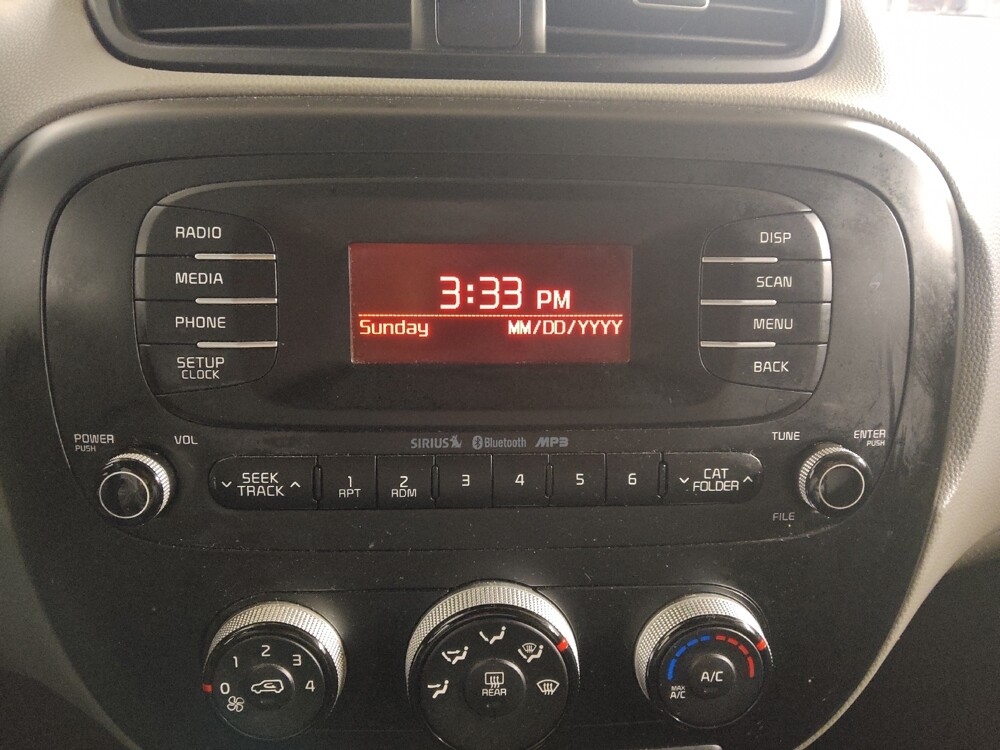 RADIO
DISP
MEDIA
SCAN
PHONE
MENU
SETUP
CLOCK
BACK
3:33 PM
Sunday MM/DD/YYYY
POWER
PUSH
VOL
SIRIUS Bluetooth MP3
TUNE
ENTER
PUSH
SEEK
TRACK
1
RPT
2
RDM
3
4
5
6
CAT
FOLDER
FILE
0
1
2
3
4
REAR
A/C
MAX
A/C